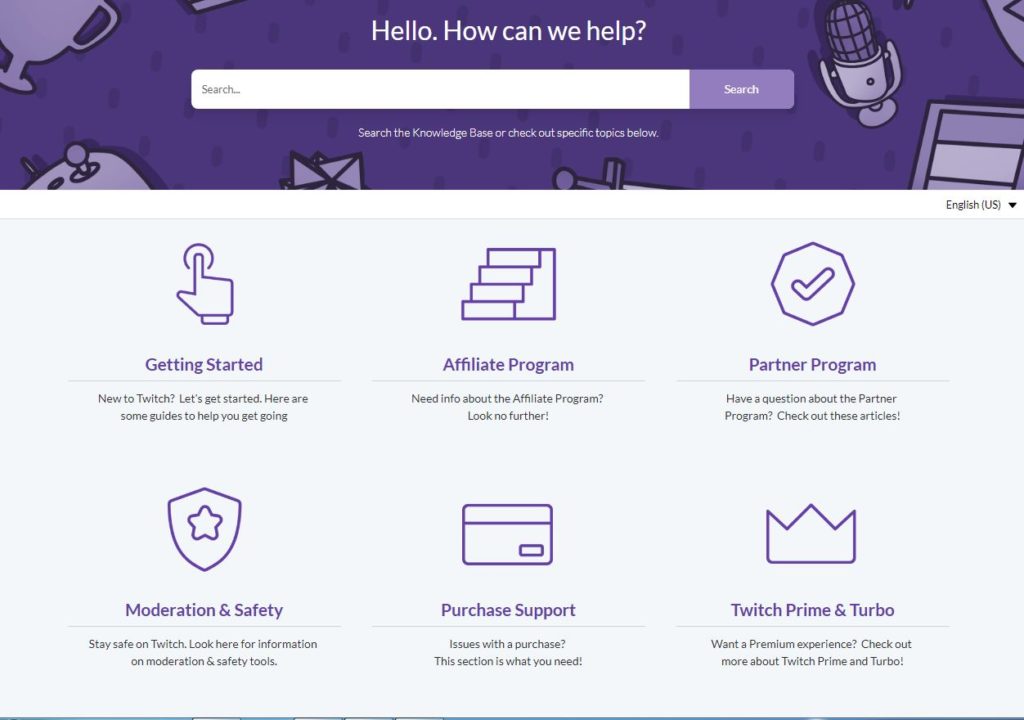 Hello. How can we help?
Search...
Search
Search the Knowledge Base or check out specific topics below.
English (US)
Getting Started
New to Twitch? Let's get started. Here are
some guides to help you get going
Affiliate Program
Need info about the Affiliate Program?
Look no further!
Partner Program
Have a question about the Partner
Program? Check out these articles!
Moderation & Safety
Stay safe on Twitch. Look here for information
on moderation & safety tools.
Purchase Support
Issues with a purchase?
This section is what you need!
Twitch Prime & Turbo
Want a Premium experience? Check out
more about Twitch Prime and Turbo!